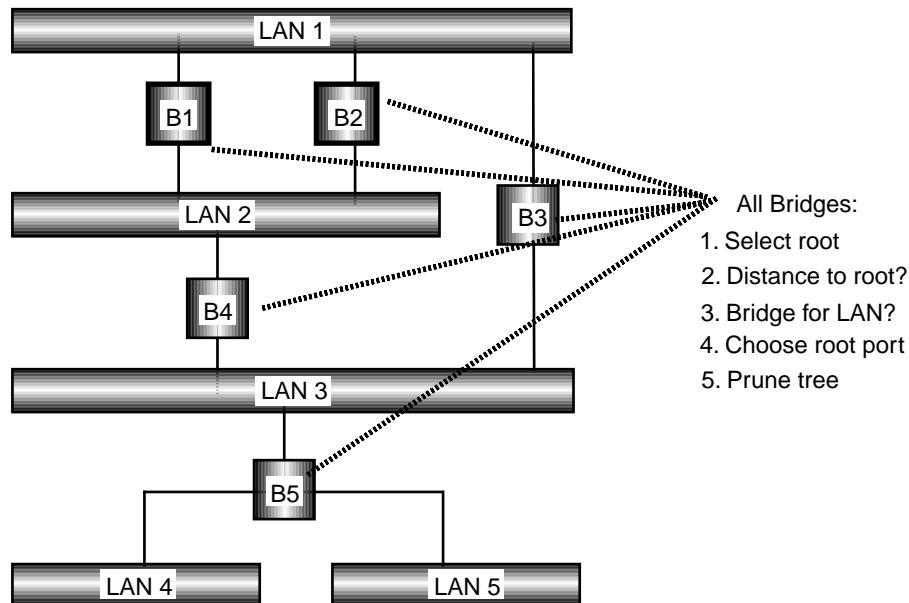 LAN 1
B1
B2
LAN 2
B3
B4
LAN 3
B5
LAN 4
LAN 5
All Bridges:
1. Select root
2. Distance to root?
3. Bridge for LAN?
4. Choose root port
5. Prune tree